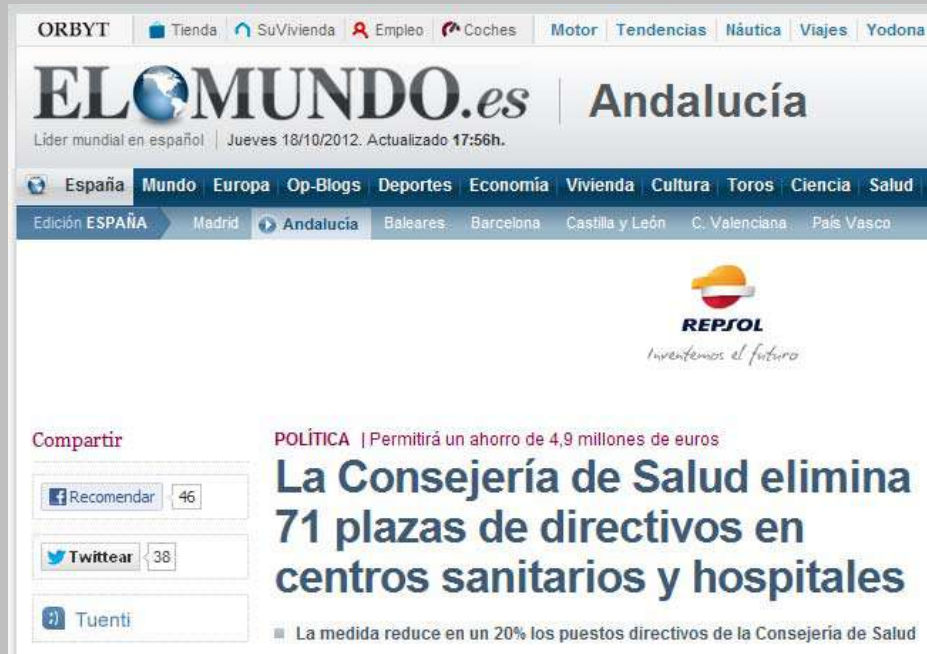 ORBYT Tienda SuVivienda Empleo Coches Motor Tendencias Náutica Viajes Yodona
EL MUNDO.es Andalucía
Líder mundial en español Jueves 18/10/2012. Actualizado 17:56h.
España Mundo Europa Op-Blogs Deportes Economía Vivienda Cultura Toros Ciencia Salud
Edición ESPAÑA Madrid Andalucía Baleares Barcelona Castilla y León C. Valenciana País Vasco
REPSOL
Inventemos el futuro
Compartir
POLÍTICA | Permitirá un ahorro de 4,9 millones de euros
La Consejería de Salud elimina
71 plazas de directivos en
centros sanitarios y hospitales
Recomendar 46
Twittear 38
Tuenti
La medida reduce en un 20% los puestos directivos de la Consejería de Salud